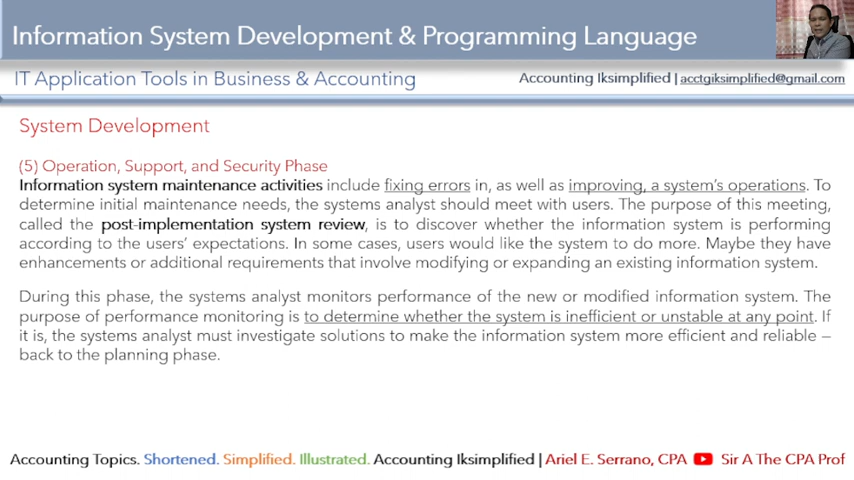 Information System Development & Programming Language
IT Application Tools in Business & Accounting
Accounting Iksimplified | acctgiksimplified@gmail.com
System Development
(5) Operation, Support, and Security Phase
Information system maintenance activities include fixing errors in, as well as improving, a system's operations. To
determine initial maintenance needs, the systems analyst should meet with users. The purpose of this meeting,
called the post-implementation system review, is to discover whether the information system is performing
according to the users' expectations. In some cases, users would like the system to do more. Maybe they have
enhancements or additional requirements that involve modifying or expanding an existing information system.
During this phase, the systems analyst monitors performance of the new or modified information system. The
purpose of performance monitoring is to determine whether the system is inefficient or unstable at any point. If
it is, the systems analyst must investigate solutions to make the information system more efficient and reliable –
back to the planning phase.
Accounting Topics. Shortened. Simplified. Illustrated. Accounting Iksimplified | Ariel E. Serrano, CPA Sir A The CPA Prof